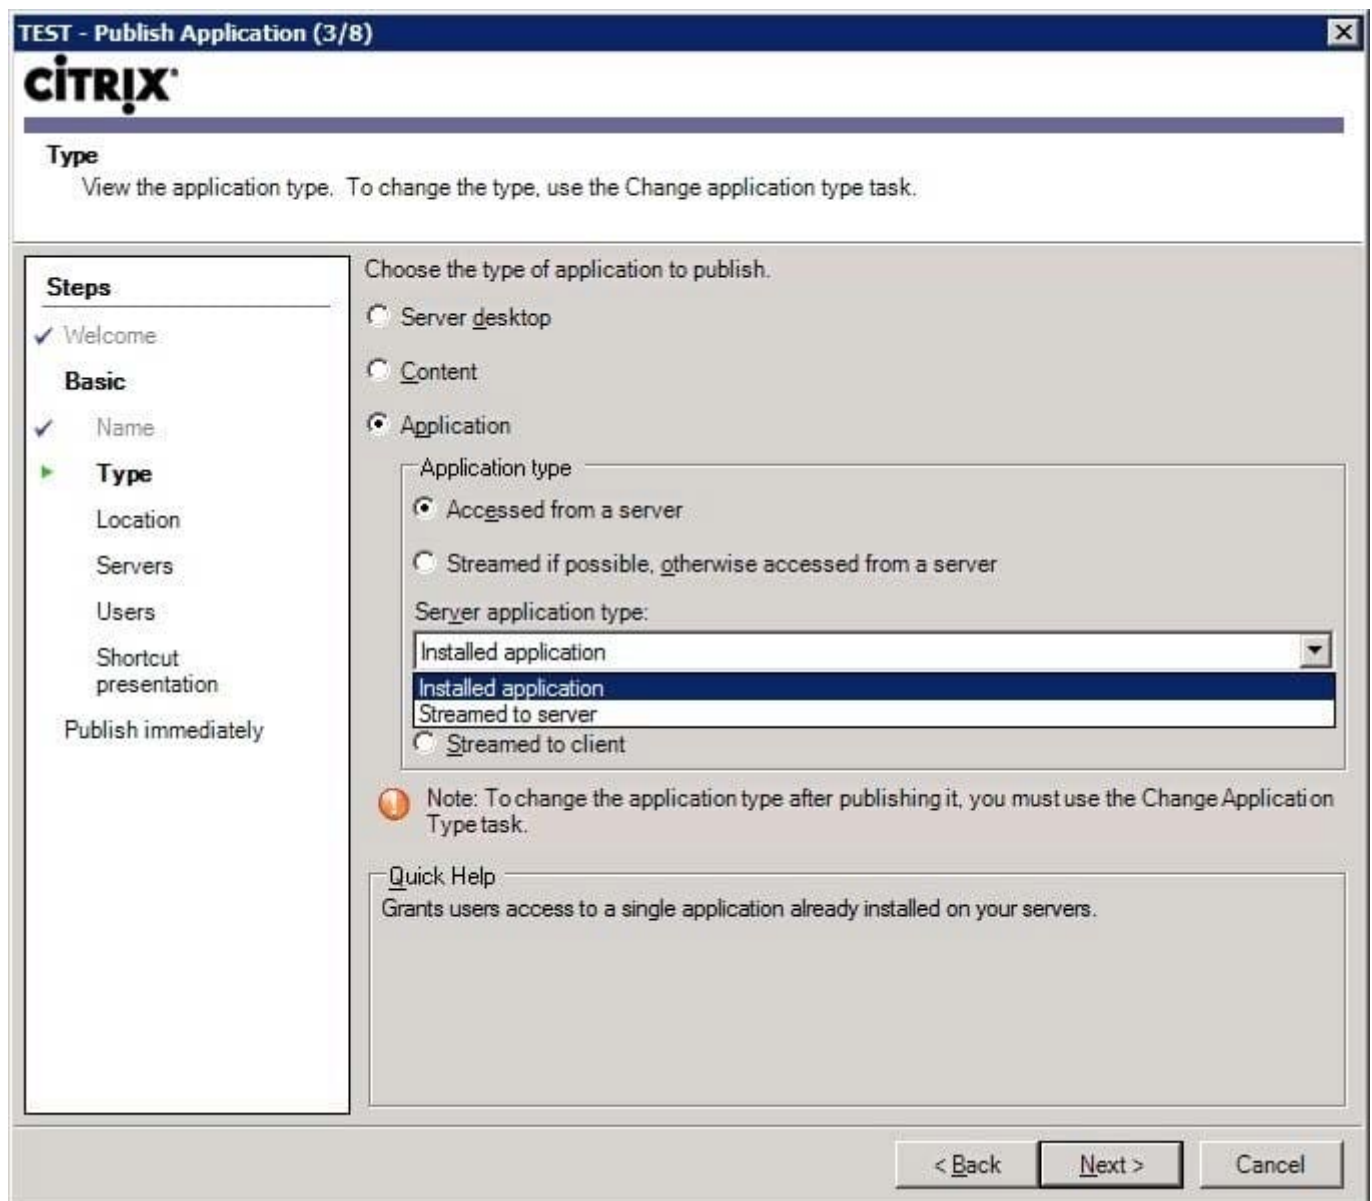 TEST - Publish Application (3/8)
CİTRIX
Type
View the application type. To change the type, use the Change application type task.
Steps
Welcome
Basic
Name
Type
Location
Servers
Users
Shortcut
presentation
Publish immediately
Choose the type of application to publish.
Server desktop
Content
Application
Application type
Accessed from a server
Streamed if possible, otherwise accessed from a server
Server application type:
Installed application
Installed application
Streamed to server
Streamed to client
Note: To change the application type after publishing it, you must use the Change Application
Type task.
Quick Help
Grants users access to a single application already installed on your servers.
< Back
Next >
Cancel